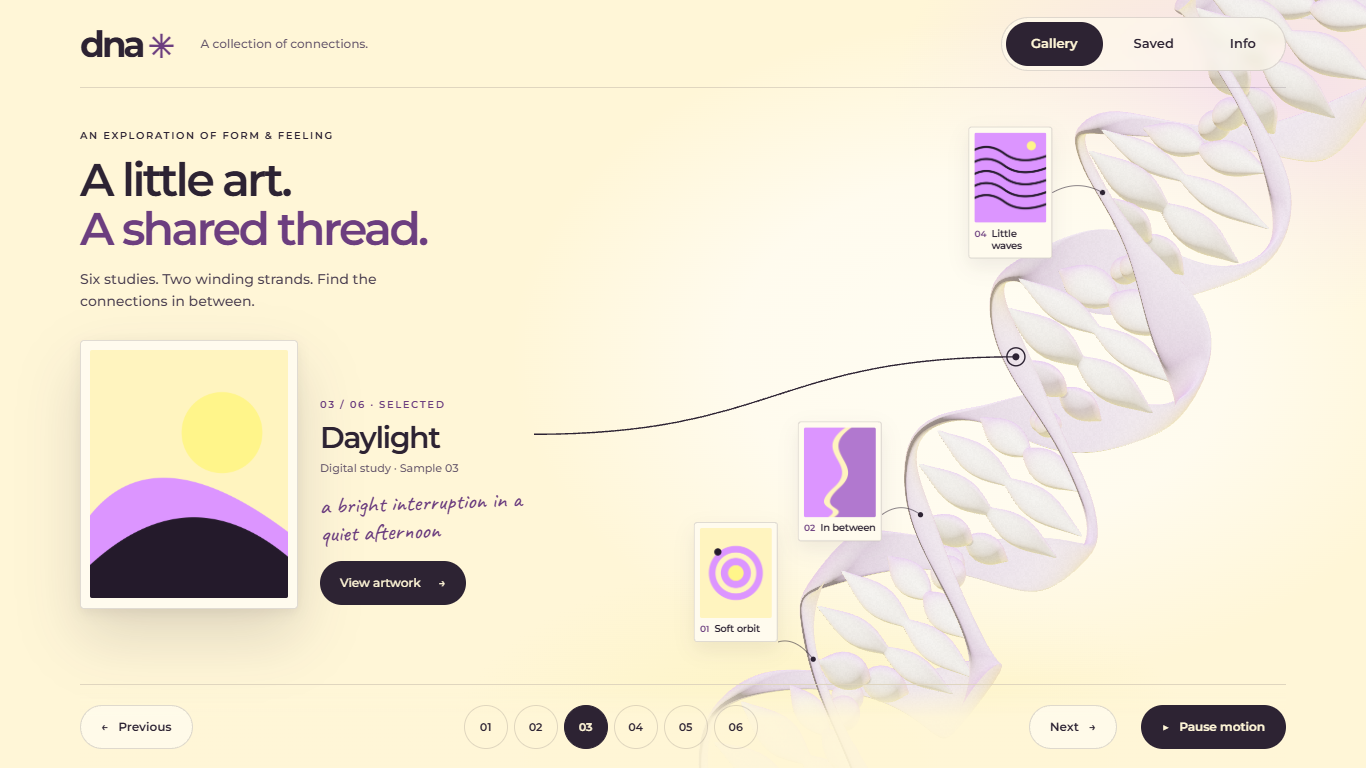 dna
A collection of connections.
Gallery
Saved
Info
AN EXPLORATION OF FORM & FEELING
A little art.
A shared thread.
Six studies. Two winding strands. Find the
connections in between.
03 / 06 · SELECTED
Daylight
Digital study · Sample 03
a bright interruption in a
quiet afternoon
View artwork →
04 Little
waves
02 In between
01 Soft orbit
← Previous
01
02
03
04
05
06
Next →
► Pause motion